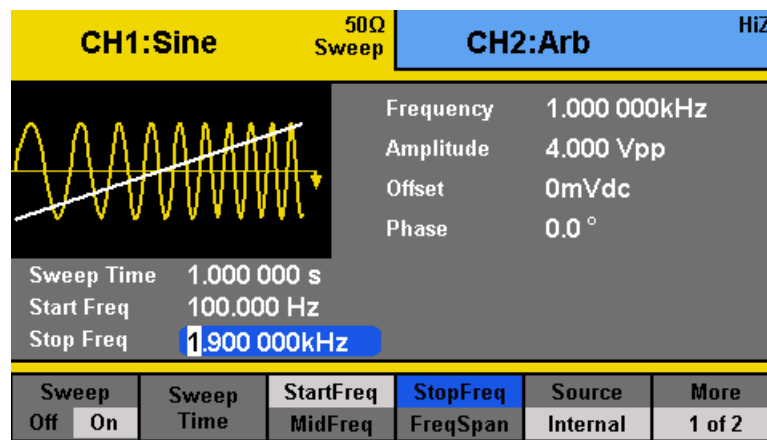 CH1:Sine
50Ω
Sweep
CH2:Arb
HiZ
Frequency 1.000 000kHz
Amplitude 4.000 Vpp
Offset 0mVdc
Phase 0.0 °
Sweep Time 1.000 000 s
Start Freq 100.000 Hz
Stop Freq 1.900 000kHz
Sweep
Off On
Sweep
Time
StartFreq
MidFreq
StopFreq
FreqSpan
Source
Internal
More
1 of 2